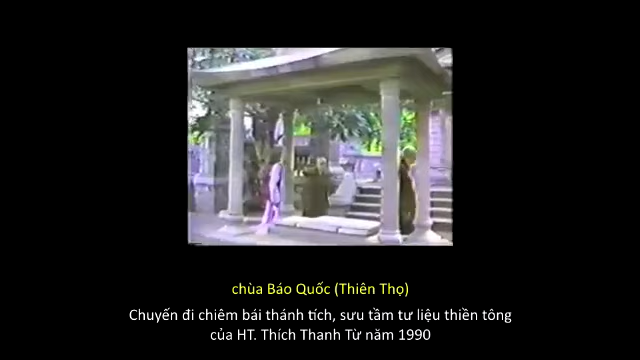 chùa Báo Quốc (Thiên Thọ)
Chuyến đi chiêm bái thánh tích, sưu tầm tư liệu thiền tông
của HT. Thích Thanh Từ năm 1990